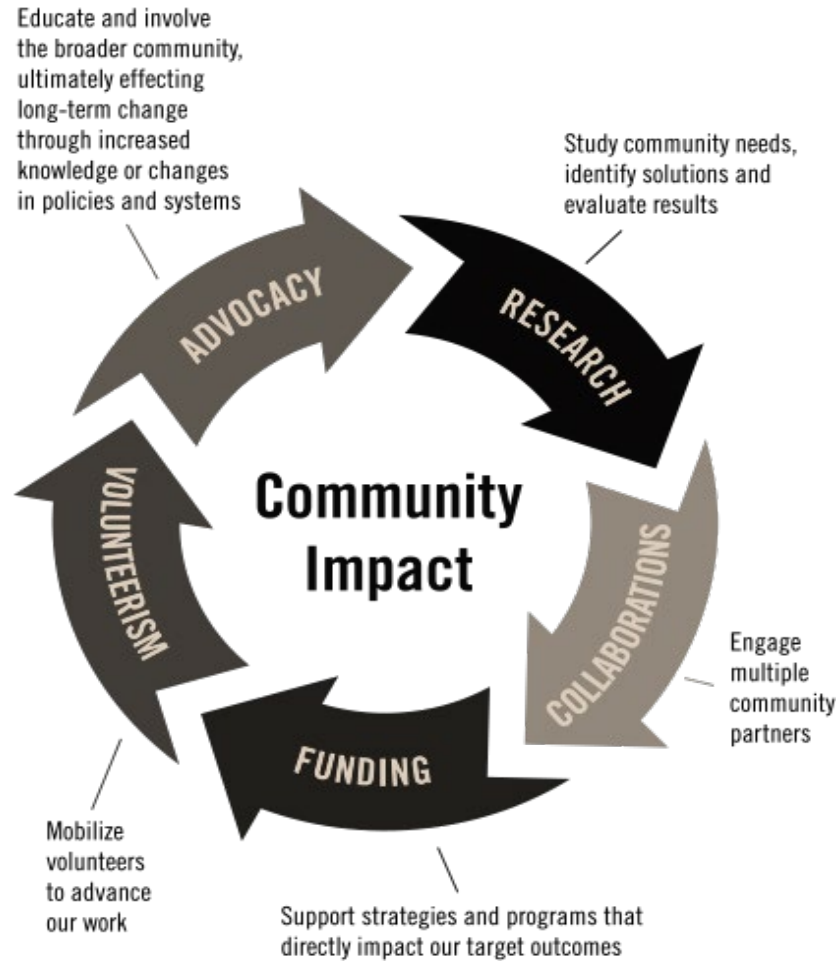 Educate and involve
the broader community,
ultimately effecting
long-term change
through increased
knowledge or changes
in policies and systems
Study community needs,
identify solutions and
evaluate results
ADVOCACY
RESEARCH
Community
Impact
VOLUNTEERISM
COLLABORATIONS
Engage
multiple
community
partners
FUNDING
Mobilize
volunteers
to advance
our work
Support strategies and programs that
directly impact our target outcomes